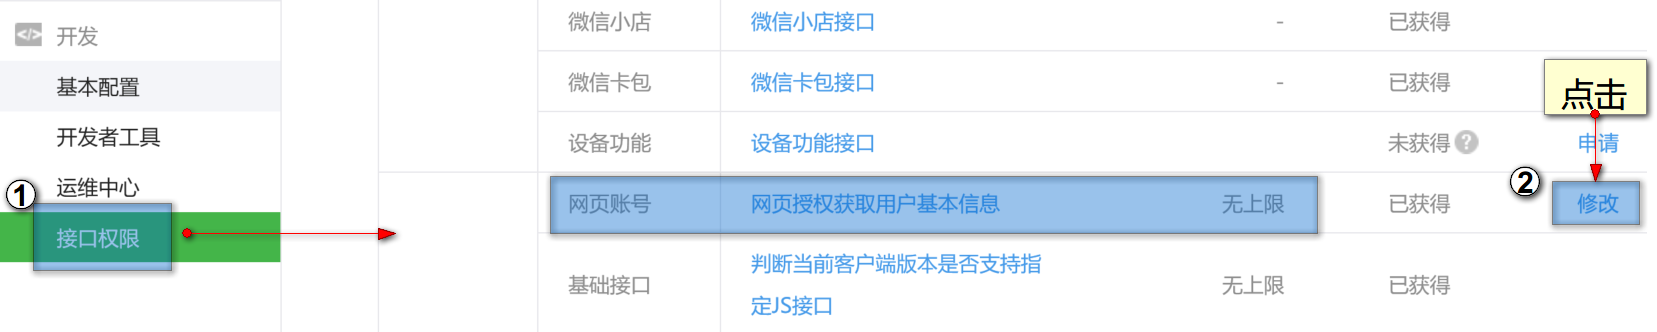 </> 开发
基本配置
开发者工具
运维中心
① 接口权限
微信小店 微信小店接口 - 已获得
微信卡包 微信卡包接口 - 已获得
点击
设备功能 设备功能接口 未获得 ? 申请
网页账号 网页授权获取用户基本信息 无上限 已获得 ② 修改
基础接口 判断当前客户端版本是否支持指 无上限 已获得
定JS接口